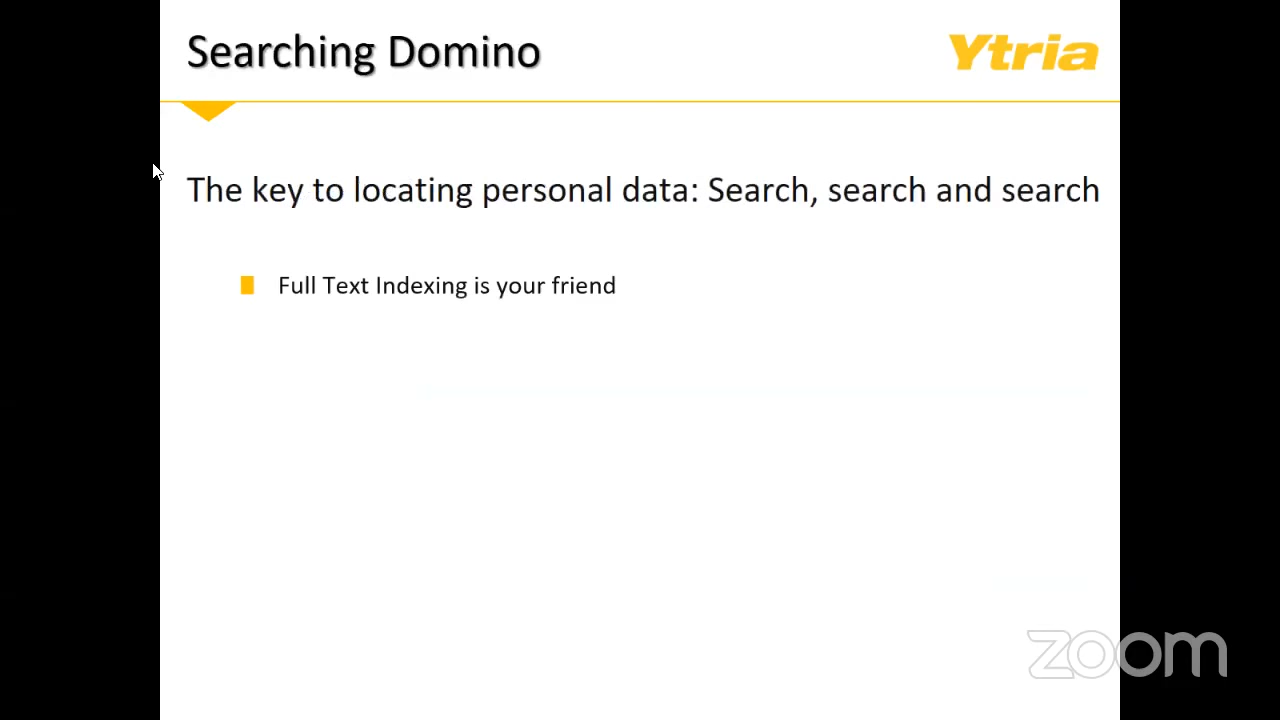 Searching Domino
Ytria
The key to locating personal data: Search, search and search
Full Text Indexing is your friend
zoom